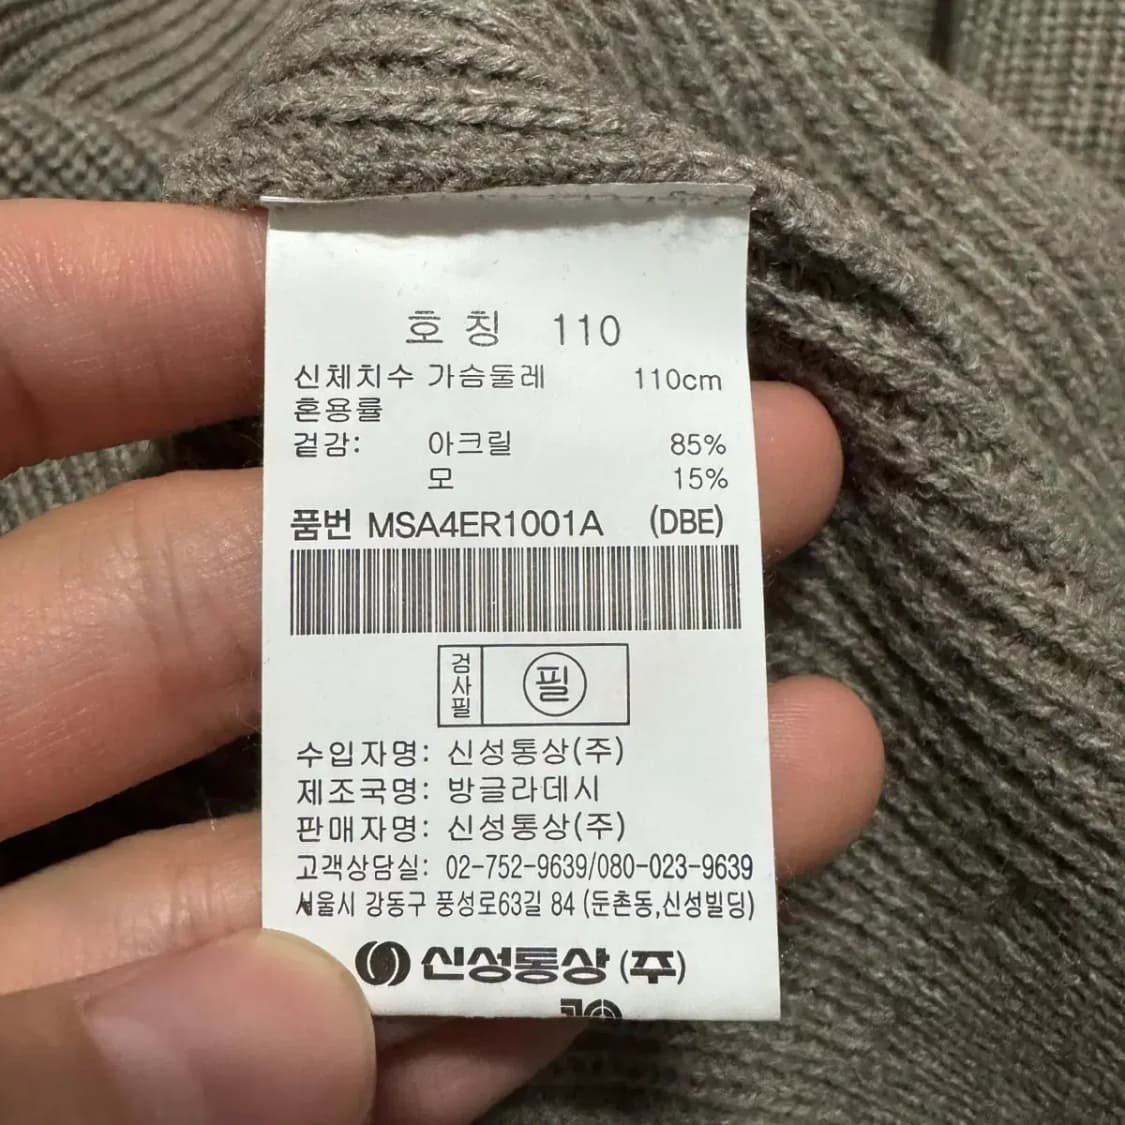 호 칭 110
신체치수 가슴둘레 110cm
혼용률
겉감: 아크릴 85%
모 15%
품번 MSA4ER1001A (DBE)
검사필 필
수입자명: 신성통상(주)
제조국명: 방글라데시
판매자명: 신성통상(주)
고객상담실: 02-752-9639/080-023-9639
서울시 강동구 풍성로63길 84 (둔촌동,신성빌딩)
신성통상(주)